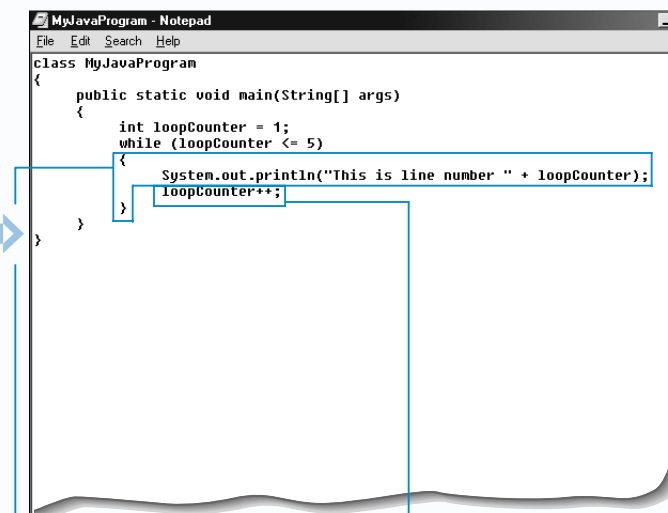 MyJavaProgram - Notepad
File Edit Search Help
class MyJavaProgram
{
public static void main(String[] args)
{
int loopCounter = 1;
while (loopCounter <= 5)
{
System.out.println("This is line number " + loopCounter);
loopCounter++;
}
}
}